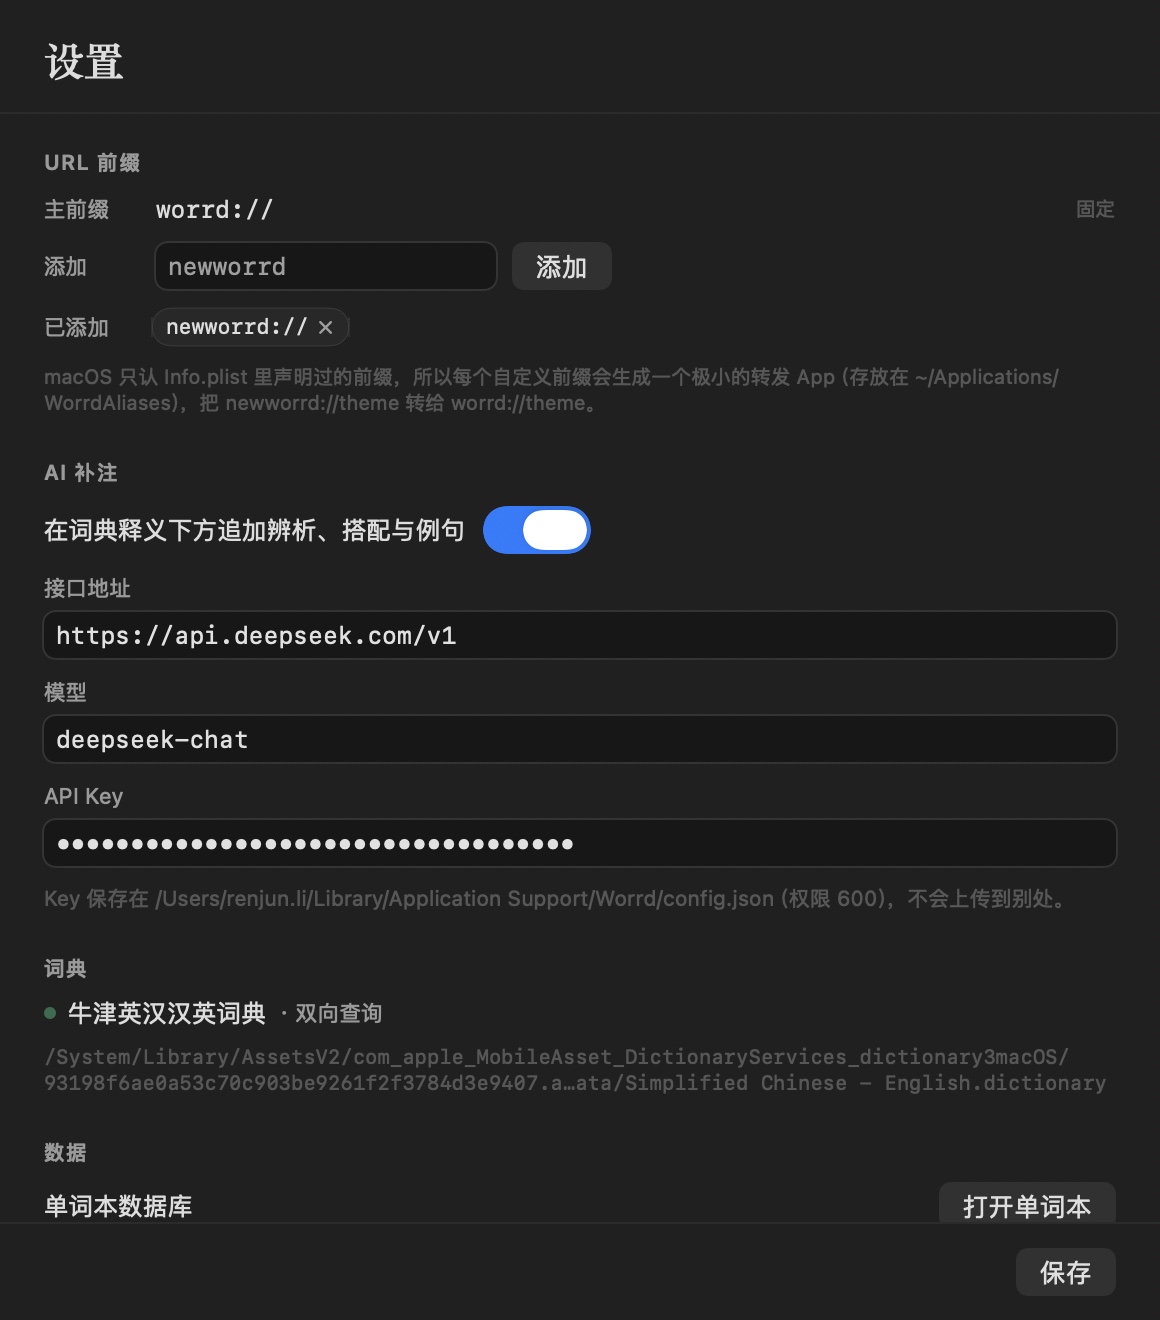 设置
URL 前缀
主前缀 worrd:// 固定
添加 newworrd 添加
已添加 newworrd:// ×
macOS 只认 Info.plist 里声明过的前缀，所以每个自定义前缀会生成一个极小的转发 App (存放在 ~/Applications/
WorrdAliases)，把 newworrd://theme 转给 worrd://theme。
AI 补注
在词典释义下方追加辨析、搭配与例句
接口地址
https://api.deepseek.com/v1
模型
deepseek-chat
API Key
●●●●●●●●●●●●●●●●●●●●●●●●●●●●●●●●●●●
Key 保存在 /Users/renjun.li/Library/Application Support/Worrd/config.json (权限 600)，不会上传到别处。
词典
牛津英汉汉英词典 · 双向查询
/System/Library/AssetsV2/com_apple_MobileAsset_DictionaryServices_dictionary3macOS/
93198f6ae0a53c70c903be9261f2f3784d3e9407.a…ata/Simplified Chinese - English.dictionary
数据
单词本数据库 打开单词本
保存